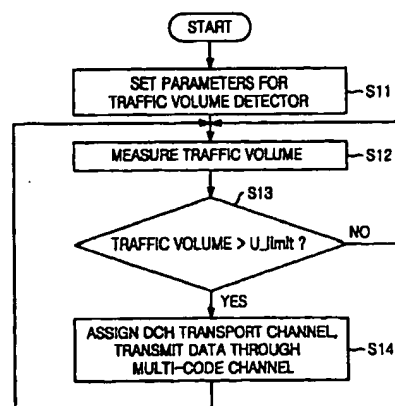 START
SET PARAMETERS FOR
TRAFFIC VOLUME DETECTOR
S11
MEASURE TRAFFIC VOLUME
S12
S13
TRAFFIC VOLUME > U_limit ?
NO
YES
ASSIGN DCH TRANSPORT CHANNEL,
TRANSMIT DATA THROUGH
MULTI-CODE CHANNEL
S14